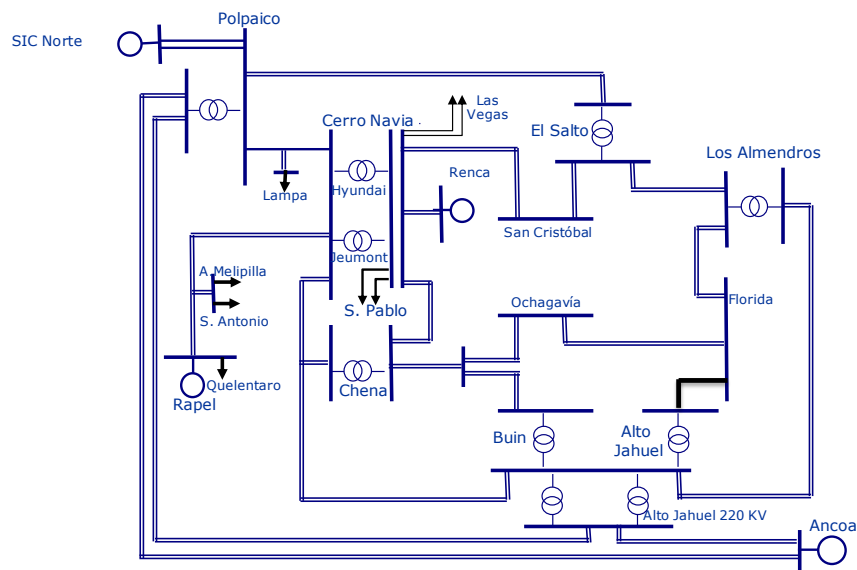 Polpaico
SIC Norte
Las
Vegas
Cerro Navia .
El Salto
Los Almendros
Renca
Lampa
Hyundai
San Cristóbal
Jeumont
A.Melipilla
S. Antonio
S. Pablo
Ochagavía
Florida
Quelentaro
Rapel
Chena
Buin
Alto
Jahuel
Alto Jahuel 220 KV
Ancoa